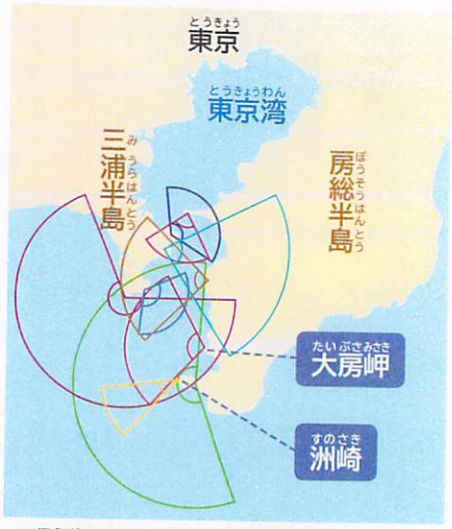 とうきょう
東京
とうきょうわん
東京湾
みうらはんとう
三浦半島
ぼうそうはんとう
房総半島
たいぶさみさき
大房岬
すのさき
洲崎